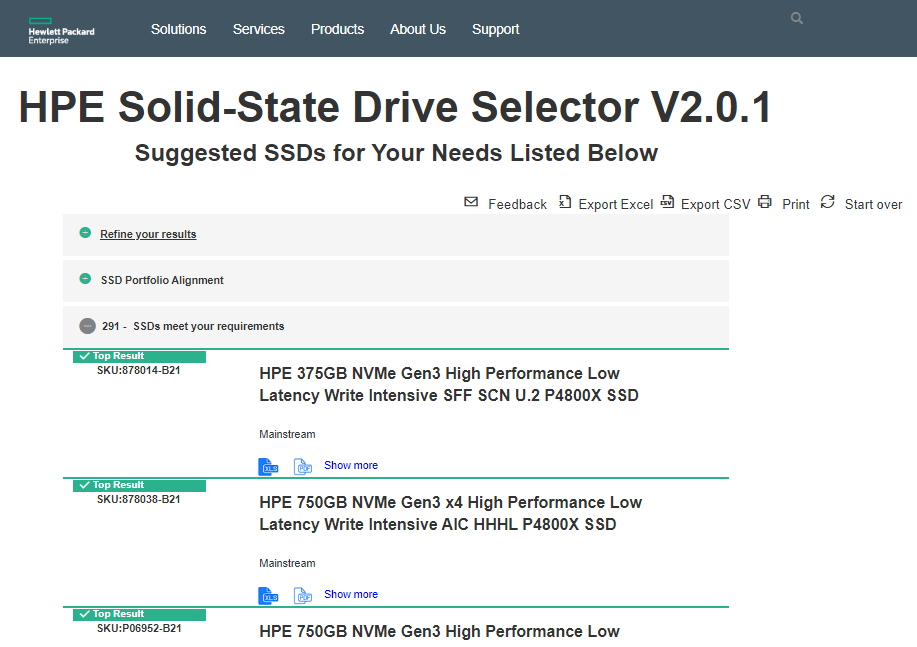 Hewlett Packard
Enterprise
Solutions Services Products About Us Support
HPE Solid-State Drive Selector V2.0.1
Suggested SSDs for Your Needs Listed Below
Feedback Export Excel CSV Export CSV Print Start over
Refine your results
SSD Portfolio Alignment
291 - SSDs meet your requirements
Top Result
SKU:878014-B21
HPE 375GB NVMe Gen3 High Performance Low
Latency Write Intensive SFF SCN U.2 P4800X SSD
Mainstream
XLS PDF Show more
Top Result
SKU:878038-B21
HPE 750GB NVMe Gen3 x4 High Performance Low
Latency Write Intensive AIC HHHL P4800X SSD
Mainstream
XLS PDF Show more
Top Result
SKU:P06952-B21
HPE 750GB NVMe Gen3 High Performance Low